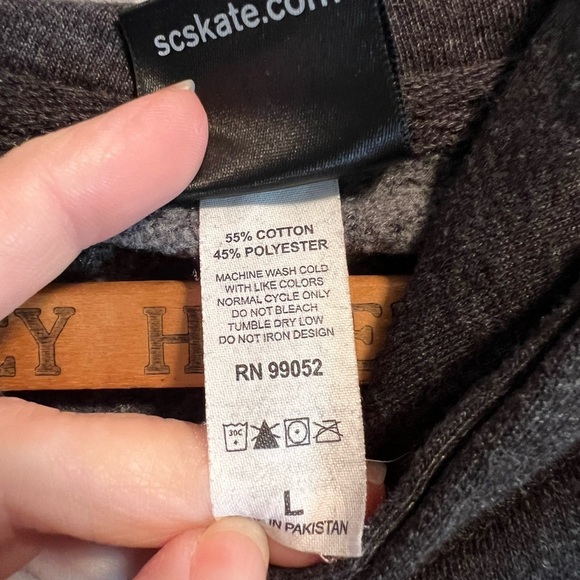 scskate.com
55% COTTON
45% POLYESTER
MACHINE WASH COLD
WITH LIKE COLORS
NORMAL CYCLE ONLY
DO NOT BLEACH
TUMBLE DRY LOW
DO NOT IRON DESIGN
RN 99052
30C
L
IN PAKISTAN